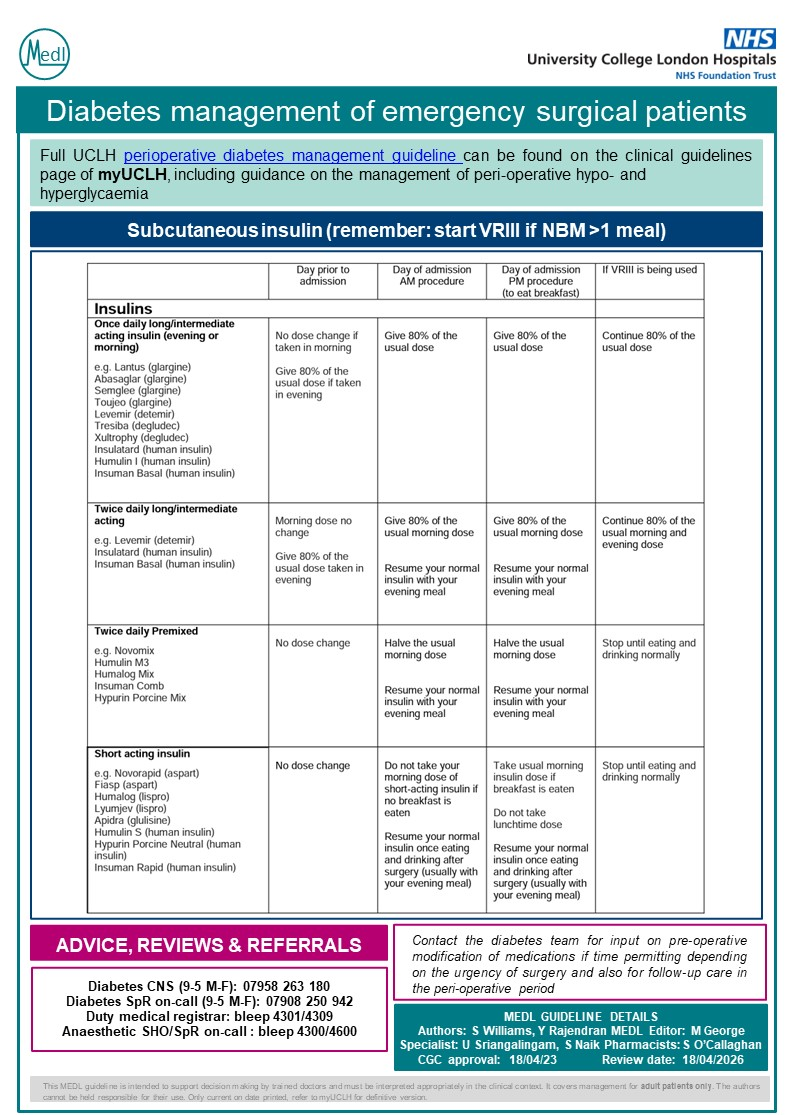 Medl
NHS
University College London Hospitals
NHS Foundation Trust
Diabetes management of emergency surgical patients
Full UCLH perioperative diabetes management guideline can be found on the clinical guidelines
page of myUCLH, including guidance on the management of peri-operative hypo- and
hyperglycaemia
Subcutaneous insulin (remember: start VRIII if NBM >1 meal)
Day prior to
admission
Day of admission
AM procedure
Day of admission
PM procedure
(to eat breakfast)
If VRIII is being used
Insulins
Once daily long/intermediate
acting insulin (evening or
morning)
e.g. Lantus (glargine)
Abasaglar (glargine)
Semglee (glargine)
Toujeo (glargine)
Levemir (detemir)
Tresiba (degludec)
Xultrophy (degludec)
Insulatard (human insulin)
Humulin I (human insulin)
Insuman Basal (human insulin)
No dose change if
taken in morning
Give 80% of the
usual dose if taken
in evening
Give 80% of the
usual dose
Give 80% of the
usual dose
Continue 80% of the
usual dose
Twice daily long/intermediate
acting
e.g. Levemir (detemir)
Insulatard (human insulin)
Insuman Basal (human insulin)
Morning dose no
change
Give 80% of the
usual dose taken in
evening
Give 80% of the
usual morning dose
Resume your normal
insulin with your
evening meal
Give 80% of the
usual morning dose
Resume your normal
insulin with your
evening meal
Continue 80% of the
usual morning and
evening dose
Twice daily Premixed
e.g. Novomix
Humulin M3
Humalog Mix
Insuman Comb
Hypurin Porcine Mix
No dose change
Halve the usual
morning dose
Resume your normal
insulin with your
evening meal
Halve the usual
morning dose
Resume your normal
insulin with your
evening meal
Stop until eating and
drinking normally
Short acting insulin
e.g. Novorapid (aspart)
Fiasp (aspart)
Humalog (lispro)
Lyumjev (lispro)
Apidra (glulisine)
Humulin S (human insulin)
Hypurin Porcine Neutral (human
insulin)
Insuman Rapid (human insulin)
No dose change
Do not take your
morning dose of
short-acting insulin if
no breakfast is
eaten
Resume your normal
insulin once eating
and drinking after
surgery (usually with
your evening meal)
Take usual morning
insulin dose if
breakfast is eaten
Do not take
lunchtime dose
Resume your normal
insulin once eating
and drinking after
surgery (usually with
your evening meal)
Stop until eating and
drinking normally
ADVICE, REVIEWS & REFERRALS
Diabetes CNS (9-5 M-F): 07958 263 180
Diabetes SpR on-call (9-5 M-F): 07908 250 942
Duty medical registrar: bleep 4301/4309
Anaesthetic SHO/SpR on-call : bleep 4300/4600
Contact the diabetes team for input on pre-operative
modification of medications if time permitting depending
on the urgency of surgery and also for follow-up care in
the peri-operative period
MEDL GUIDELINE DETAILS
Authors: S Williams, Y Rajendran MEDL Editor: M George
Specialist: U Sriangalingam, S Naik Pharmacists: S O'Callaghan
CGC approval: 18/04/23 Review date: 18/04/2026
This MEDL guideline is intended to support decision making by trained doctors and must be interpreted appropriately in the clinical context. It covers management for adult patients only. The authors
cannot be held responsible for their use. Only current on date printed, refer to myUCLH for definitive version.